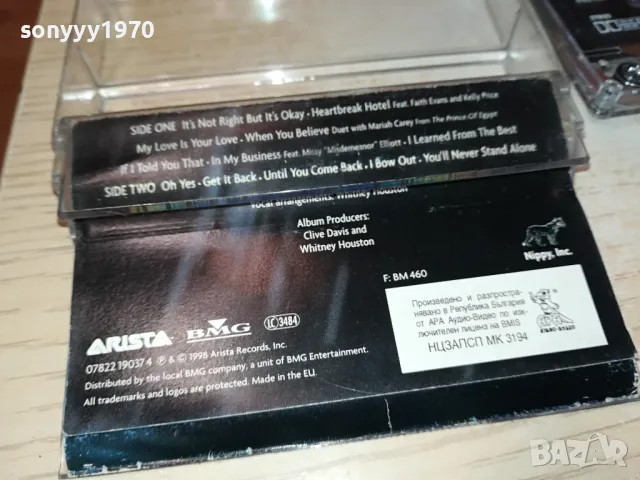 sonyyy1970
SIDE ONE It's Not Right But It's Okay · Heartbreak Hotel Feat. Faith Evans and Kelly Price
My Love Is Your Love · When You Believe Duet with Mariah Carey From The Prince Of Egypt
If I Told You That · In My Business Feat. Missy "Misdemeanor" Elliott · I Learned From The Best
SIDE TWO Oh Yes · Get It Back · Until You Come Back · I Bow Out · You'll Never Stand Alone
Vocal arrangements: Whitney Houston
Album Producers:
Clive Davis and
Whitney Houston
Nippy, Inc.
F: BM 460
ARISTA
BMG
LC 3484
07822 19037 4 ℗ & © 1998 Arista Records, Inc.
Distributed by the local BMG company, a unit of BMG Entertainment.
All trademarks and logos are protected. Made in the EU.
Произведено и разпростра-
нявано в Република България
от АРА Аудио-Видео по из-
ключителен лиценз на BMIS
НЦЗАПСП МК 3194
BAZAR